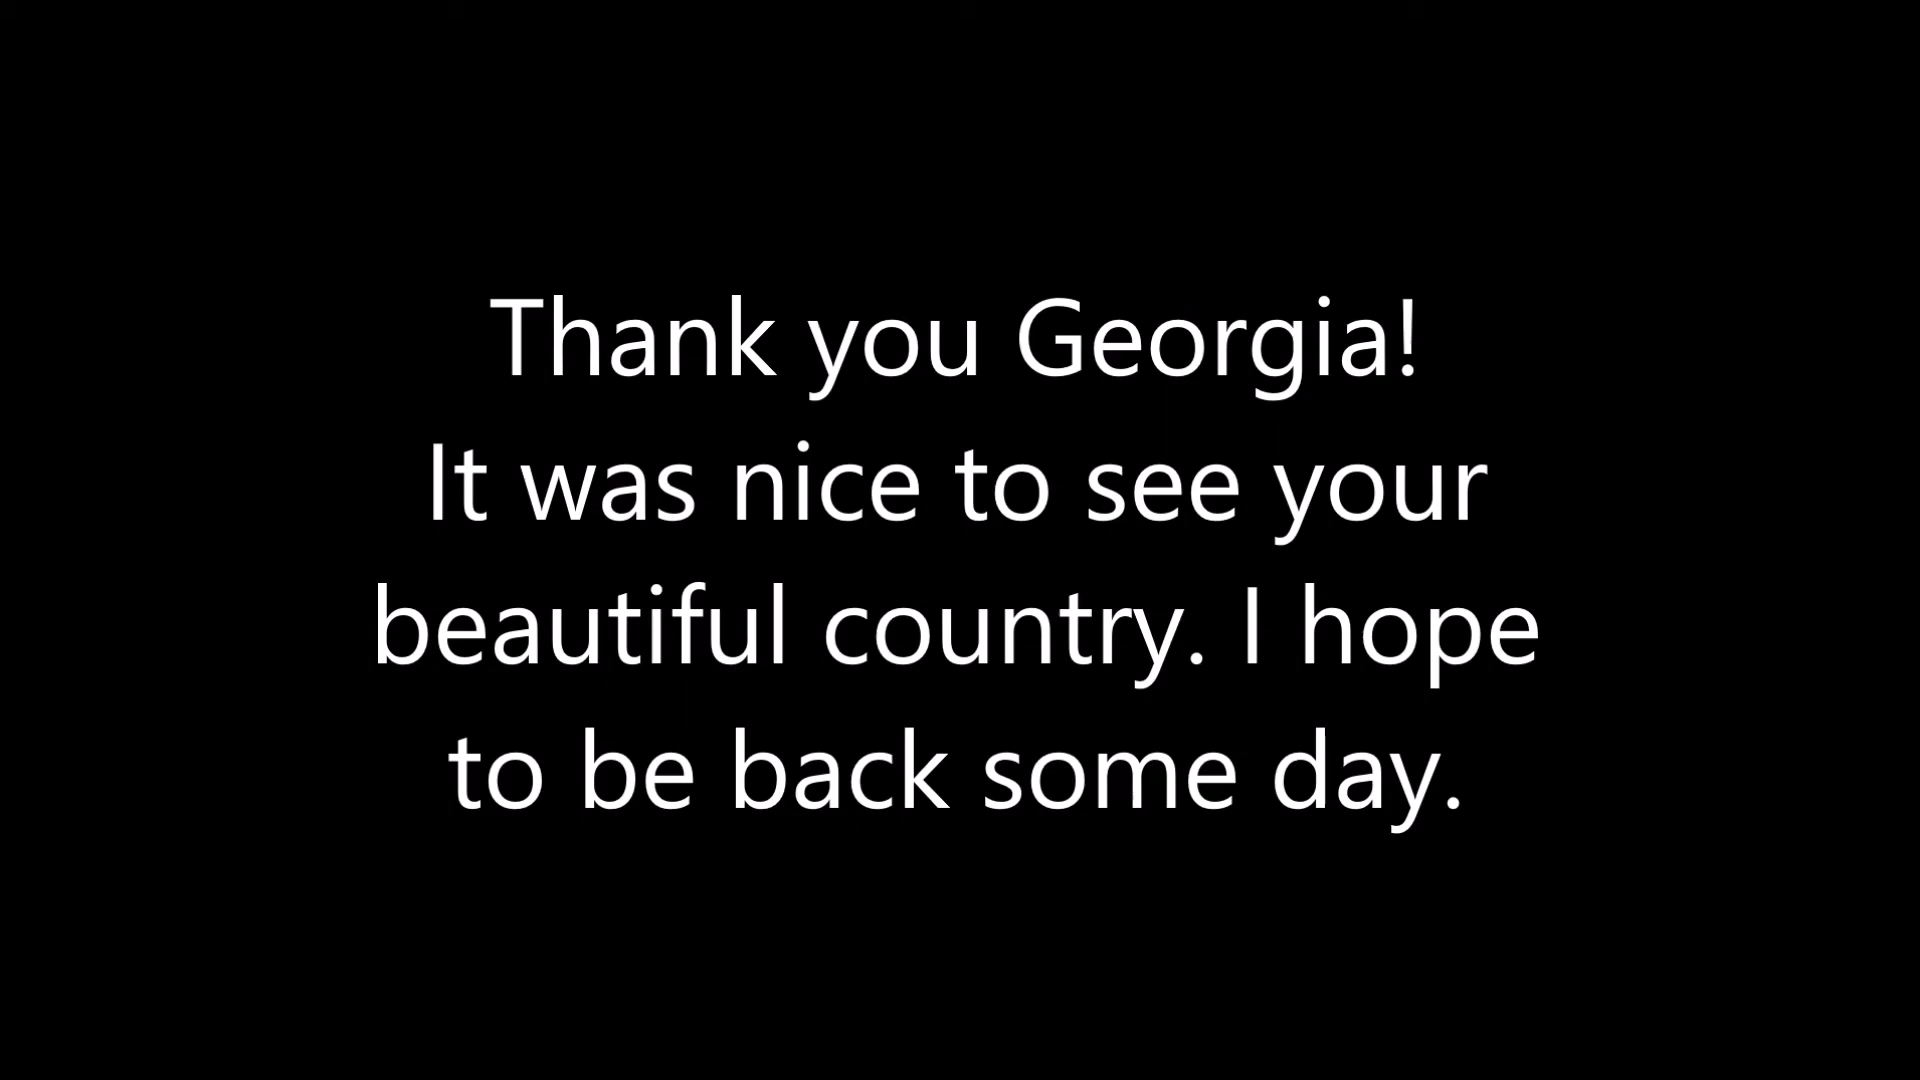 Thank you Georgia!
It was nice to see your
beautiful country. I hope
to be back some day.